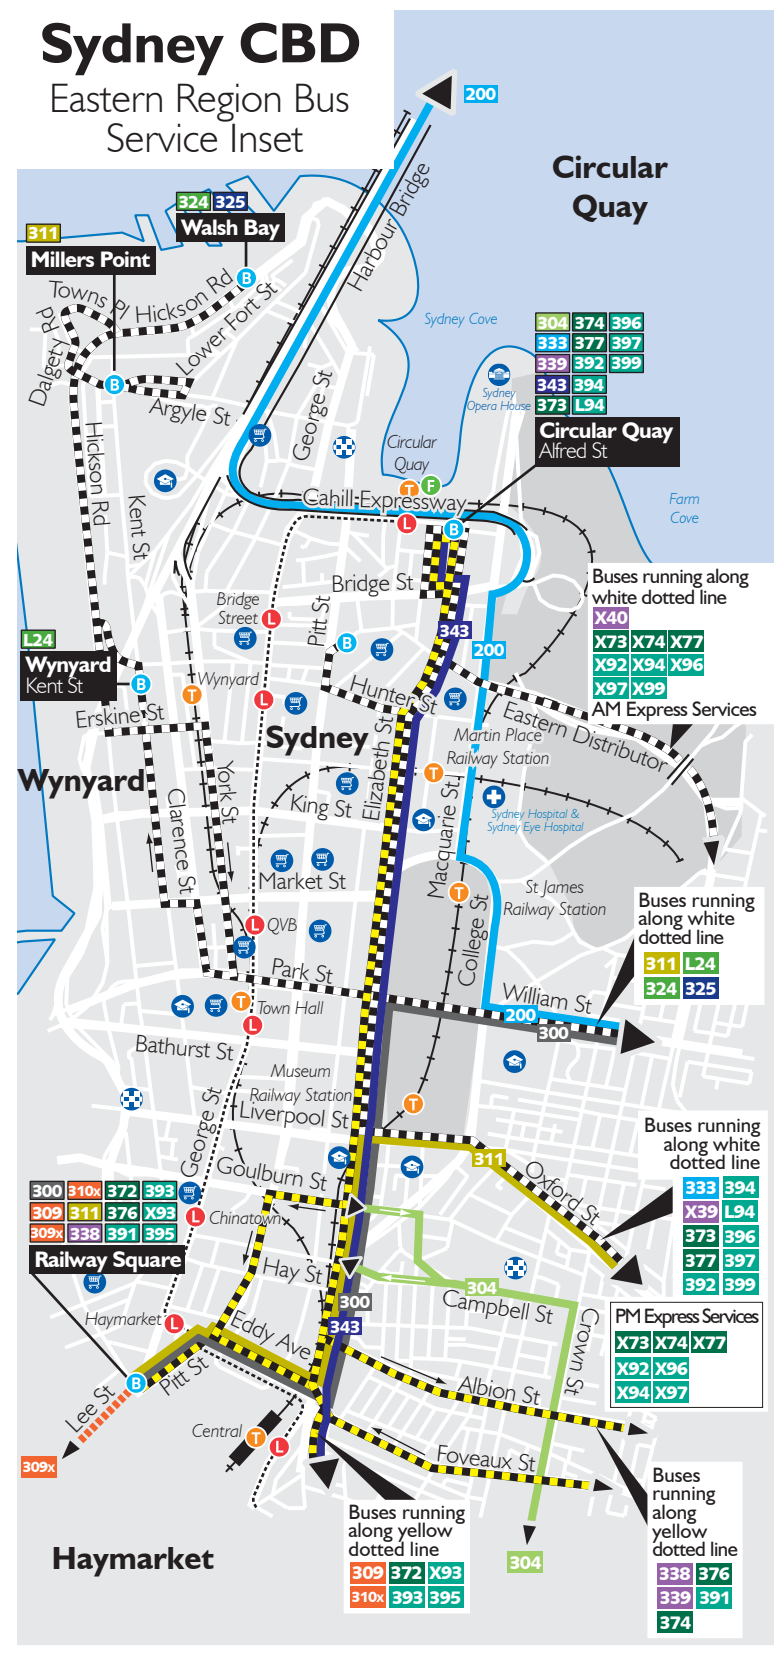 Sydney CBD
Eastern Region Bus
Service Inset
200
Circular
Quay
Harbour Bridge
324 325
Walsh Bay
311
Millers Point
B
Towns Pl
Hickson Rd
Lower Fort St
Dalgety Rd
B
Argyle St
George St
Sydney Cove
Sydney
Opera House
304 374 396
333 377 397
339 392 399
343 394
373 L94
Circular Quay
Alfred St
Circular
Quay
T F
Cahill Expressway
L
B
Farm
Cove
Hickson Rd
Kent St
Bridge St
Bridge
Street
L
Pitt St
B
343
200
Buses running along
white dotted line
X40
X73 X74 X77
X92 X94 X96
X97 X99
AM Express Services
L24
Wynyard
Kent St
B
Wynyard
T
L
Hunter St
Eastern Distributor
Erskine St
Sydney
Elizabeth St
Martin Place
Railway Station
T
Wynyard
York St
King St
Clarence St
Macquarie St
Sydney Hospital &
Sydney Eye Hospital
Market St
T
St James
Railway Station
L
QVB
College St
Buses running
along white
dotted line
311 L24
324 325
Park St
William St
T
Town Hall
L
200
300
Bathurst St
Museum
Railway Station
T
Liverpool St
George St
311
Oxford St
Buses running
along white
dotted line
333 394
X39 L94
373 396
377 397
392 399
Goulburn St
300 310x 372 393
309 311 376 X93
309x 338 391 395
Railway Square
L
Chinatown
Hay St
304
Campbell St
300
Crown St
PM Express Services
X73 X74 X77
X92 X96
X94 X97
Haymarket
L
Eddy Ave
343
B
Pitt St
Lee St
Albion St
Central
T
L
309x
Foveaux St
Buses
running
along
yellow
dotted line
338 376
339 391
374
Buses running
along yellow
dotted line
309 372 X93
310x 393 395
Haymarket
304